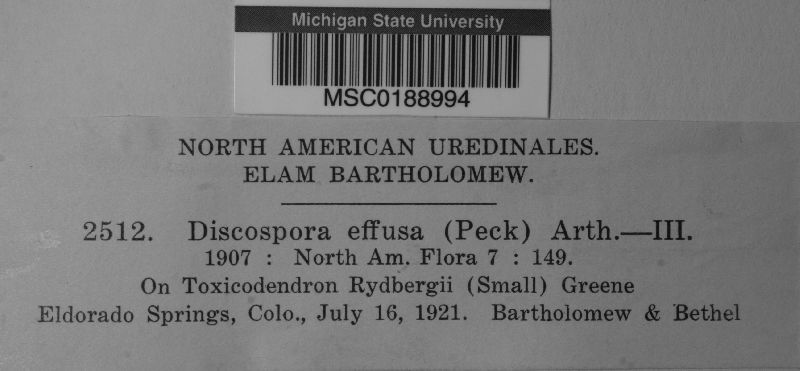 Michigan State University
MSC0188994
NORTH AMERICAN UREDINALES.
ELAM BARTHOLOMEW.
2512. Discospora effusa (Peck) Arth.—III.
1907 : North Am. Flora 7 : 149.
On Toxicodendron Rydbergii (Small) Greene
Eldorado Springs, Colo., July 16, 1921. Bartholomew & Bethel